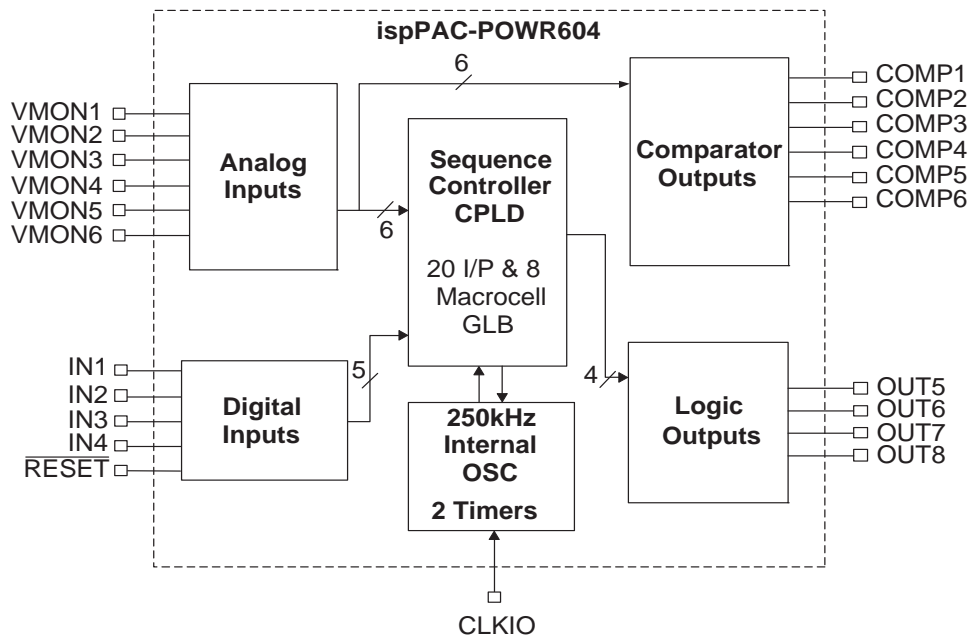 ispPAC-POWR604
VMON1
VMON2
VMON3
VMON4
VMON5
VMON6
Analog
Inputs
6
6
Sequence
Controller
CPLD
20 I/P & 8
Macrocell
GLB
Comparator
Outputs
COMP1
COMP2
COMP3
COMP4
COMP5
COMP6
IN1
IN2
IN3
IN4
RESET
Digital
Inputs
5
250kHz
Internal
OSC
2 Timers
4
Logic
Outputs
OUT5
OUT6
OUT7
OUT8
CLKIO